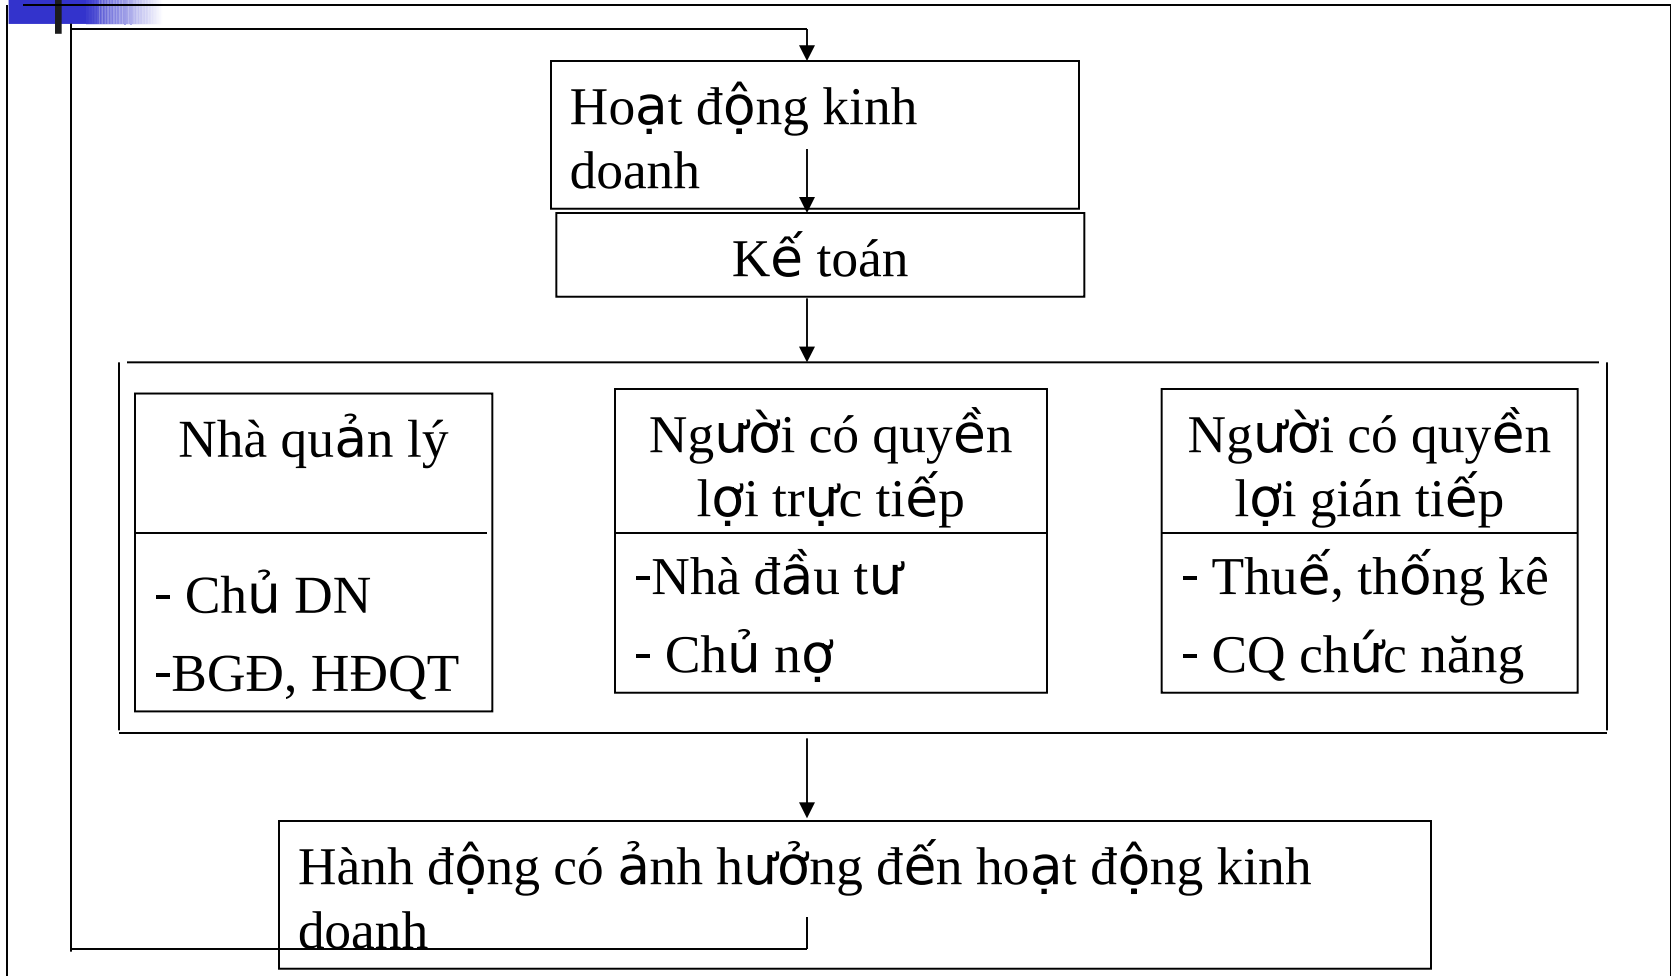 Hoạt động kinh
doanh
Kế toán
Nhà quản lý
- Chủ DN
-BGĐ, HĐQT
Người có quyền
lợi trực tiếp
-Nhà đầu tư
- Chủ nợ
Người có quyền
lợi gián tiếp
- Thuế, thống kê
- CQ chức năng
Hành động có ảnh hưởng đến hoạt động kinh
doanh